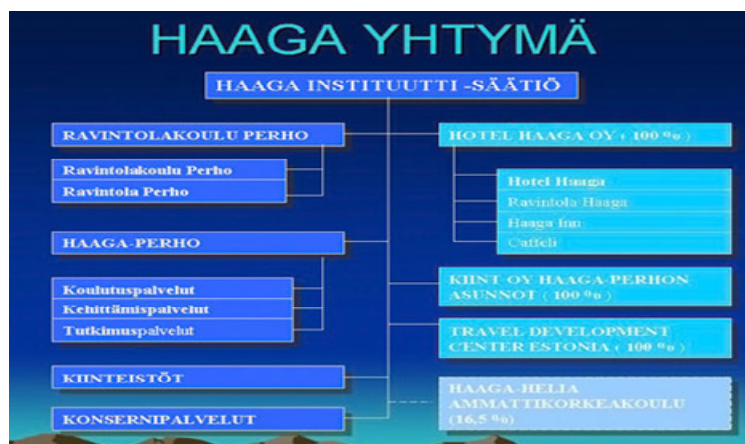 HAAGA YHTYMÄ
HAAGA INSTITUUTTI -SÄÄTIÖ
RAVINTOLAKOULU PERHO
Ravintolakoulu Perho
Ravintola Perho
HAAGA-PERHO
Koulutuspalvelut
Kehittämispalvelut
Tutkimuspalvelut
KIINTEISTÖT
KONSERNIPALVELUT
HOTEL HAAGA OY ( 100 % )
Hotel Haaga
Ravintola Haaga
Haaga Inn
Caffeli
KIINT OY HAAGA-PERHON
ASUNNOT ( 100 % )
TRAVEL DEVELOPMENT
CENTER ESTONIA ( 100 % )
HAAGA-HELIA
AMMATTIKORKEAKOULU
(16,5 %)